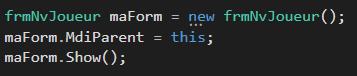 frmNvJoueur maForm = new frmNvJoueur();
maForm.MdiParent = this;
maForm.Show();